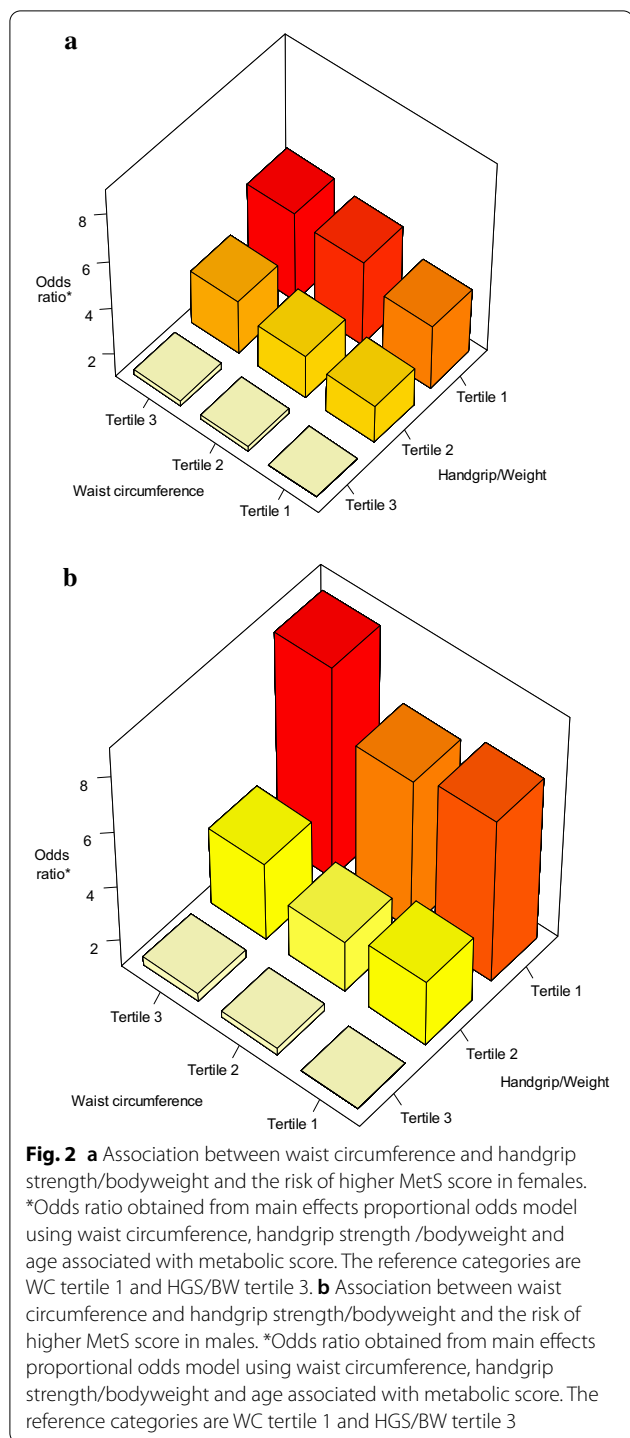 a
8
6
Odds
ratio*
4
2
Tertile 3
Tertile 2
Tertile 1
Waist circumference
Tertile 1
Tertile 2
Tertile 3
Handgrip/Weight
b
8
6
Odds
ratio*
4
2
Tertile 3
Tertile 2
Tertile 1
Waist circumference
Tertile 1
Tertile 2
Tertile 3
Handgrip/Weight
Fig. 2 a Association between waist circumference and handgrip
strength/bodyweight and the risk of higher MetS score in females.
*Odds ratio obtained from main effects proportional odds model
using waist circumference, handgrip strength /bodyweight and
age associated with metabolic score. The reference categories are
WC tertile 1 and HGS/BW tertile 3. b Association between waist
circumference and handgrip strength/bodyweight and the risk of
higher MetS score in males. *Odds ratio obtained from main effects
proportional odds model using waist circumference, handgrip
strength/bodyweight and age associated with metabolic score. The
reference categories are WC tertile 1 and HGS/BW tertile 3